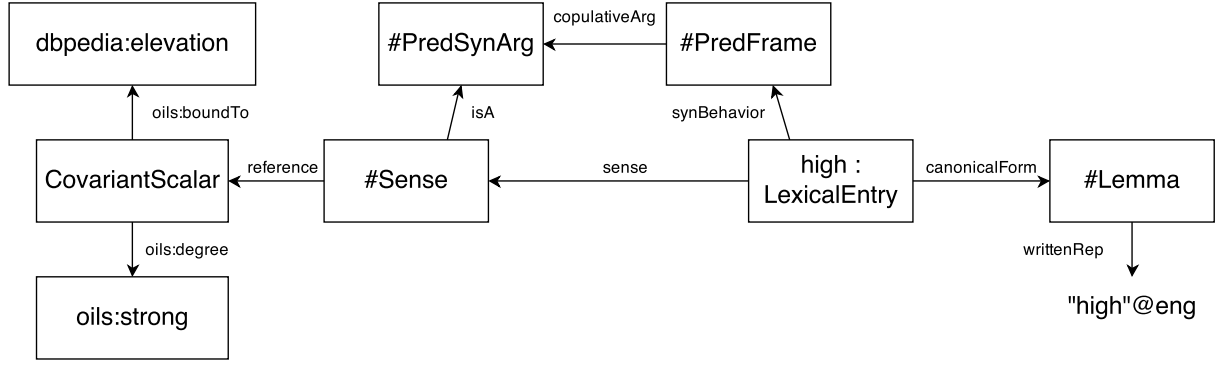 dbpedia:elevation
#PredSynArg
copulativeArg
#PredFrame
oils:boundTo
isA
synBehavior
CovariantScalar
reference
#Sense
sense
high :
LexicalEntry
canonicalForm
#Lemma
oils:degree
writtenRep
oils:strong
"high"@eng